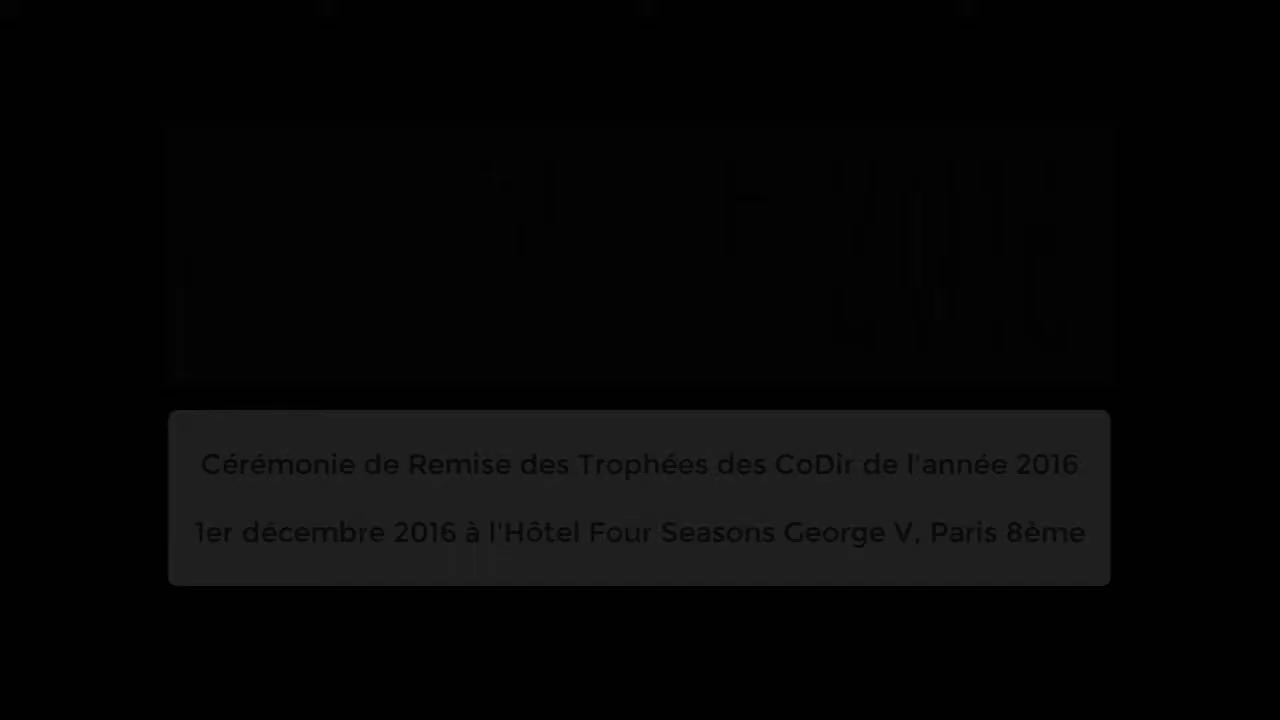 Cérémonie de Remise des Trophées des CoDir de l'année 2016
1er décembre 2016 à l'Hôtel Four Seasons George V, Paris 8ème